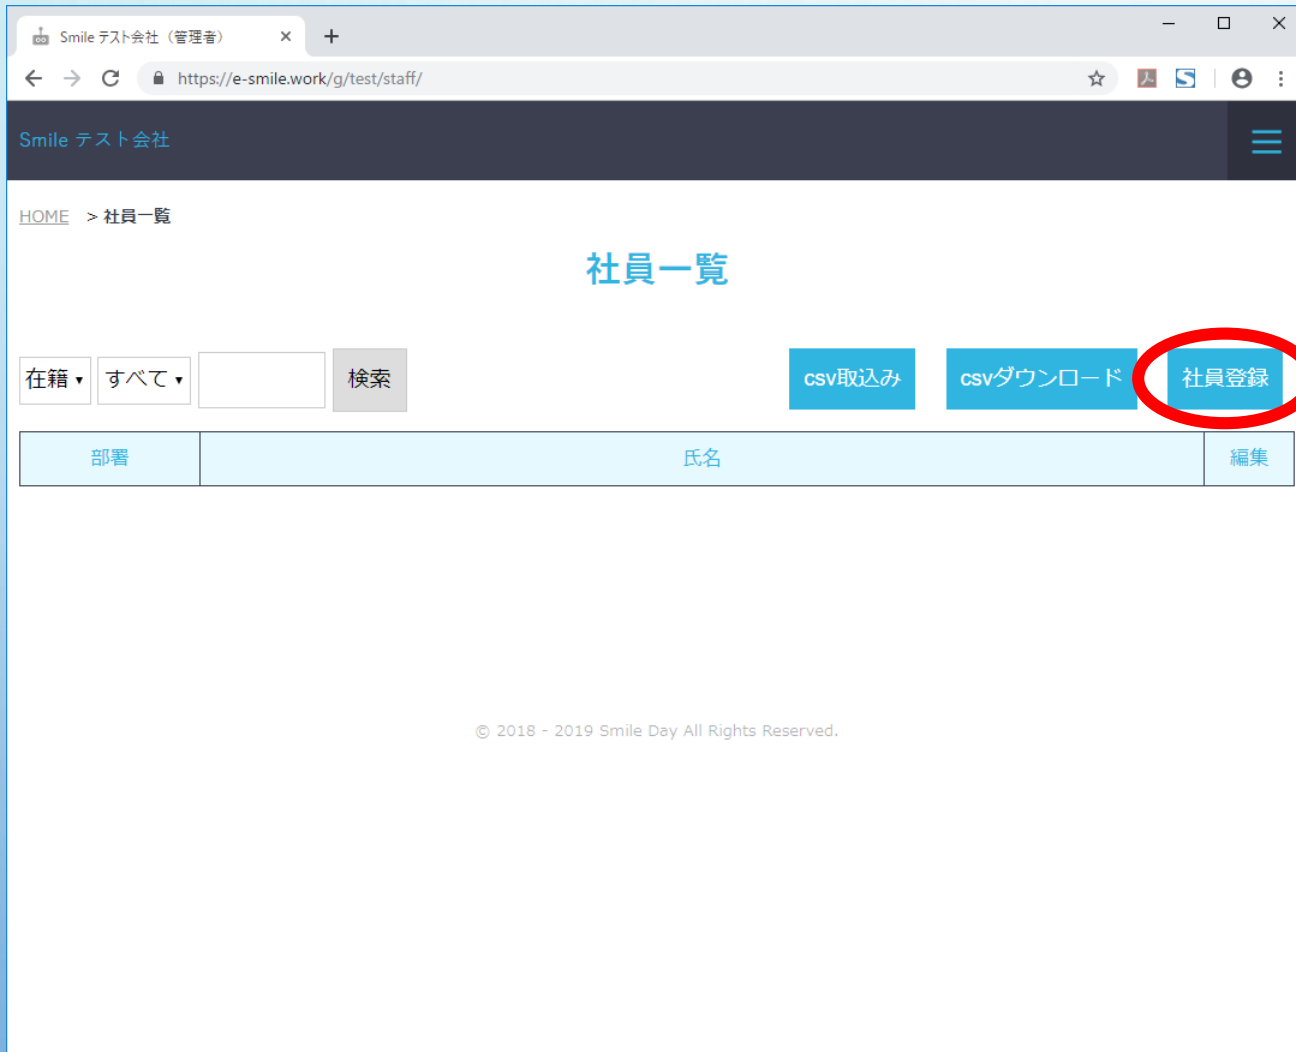 Smile テスト会社（管理者）
https://e-smile.work/g/test/staff/
Smile テスト会社
HOME > 社員一覧
社員一覧
在籍 すべて 検索 csv取込み csvダウンロード 社員登録
部署 氏名 編集
© 2018 - 2019 Smile Day All Rights Reserved.